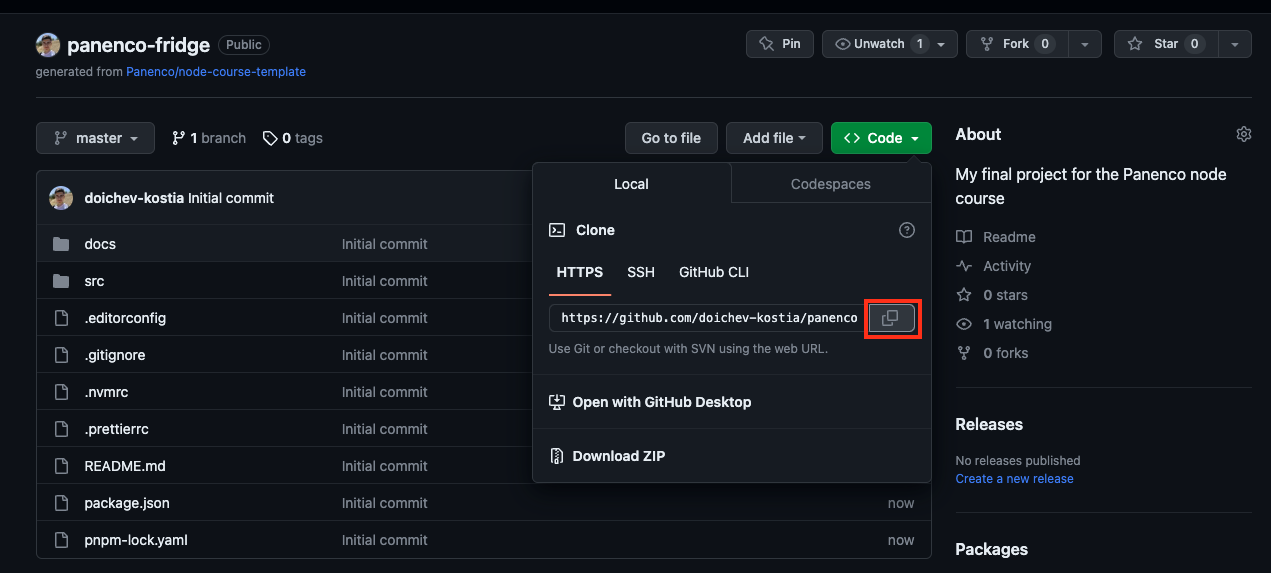 panenco-fridge Public
Pin
Unwatch 1
Fork 0
Star 0
generated from Panenco/node-course-template
master
1 branch
0 tags
Go to file
Add file
<> Code
doichev-kostia Initial commit
docs Initial commit
src Initial commit
.editorconfig Initial commit
.gitignore Initial commit
.nvmrc Initial commit
.prettierrc Initial commit
README.md Initial commit
package.json Initial commit now
pnpm-lock.yaml Initial commit now
Local Codespaces
Clone
HTTPS SSH GitHub CLI
https://github.com/doichev-kostia/panenco
Use Git or checkout with SVN using the web URL.
Open with GitHub Desktop
Download ZIP
About
My final project for the Panenco node
course
Readme
Activity
0 stars
1 watching
0 forks
Releases
No releases published
Create a new release
Packages